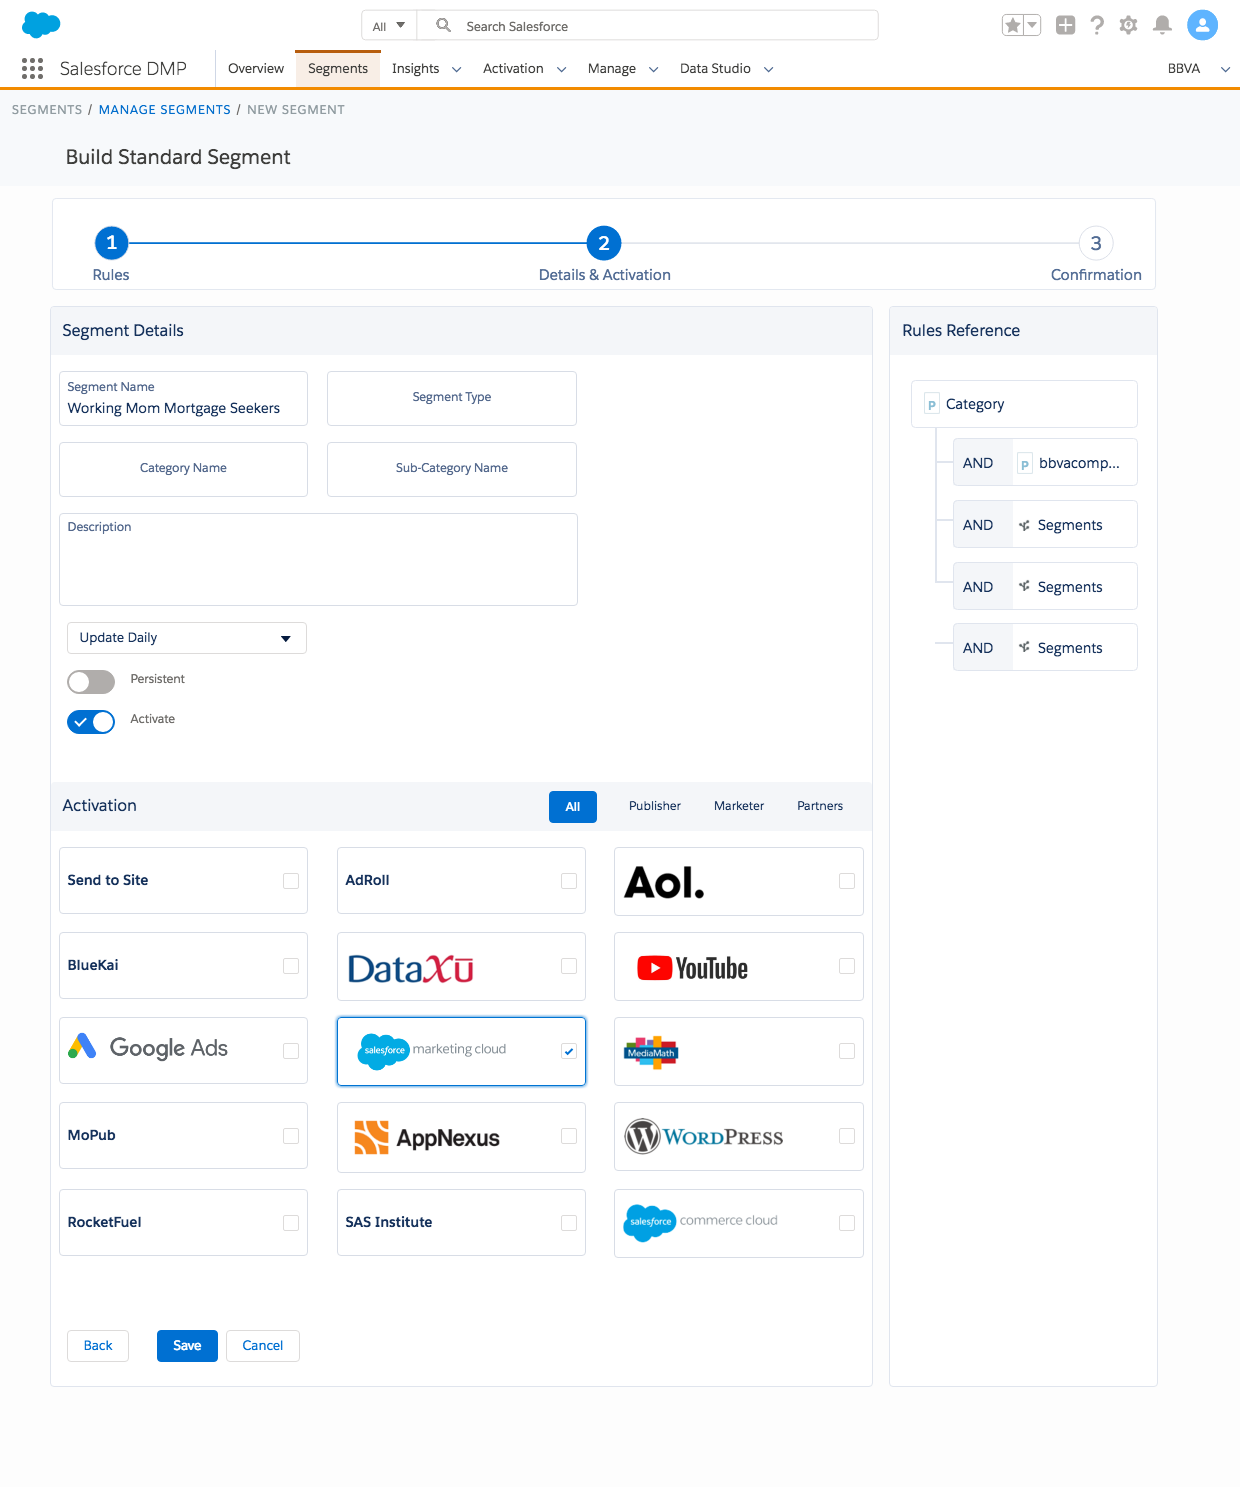 All
Search Salesforce
Salesforce DMP
Overview
Segments
Insights
Activation
Manage
Data Studio
BBVA
SEGMENTS / MANAGE SEGMENTS / NEW SEGMENT
Build Standard Segment
1
2
3
Rules
Details & Activation
Confirmation
Segment Details
Segment Name
Working Mom Mortgage Seekers
Segment Type
Category Name
Sub-Category Name
Description
Update Daily
Persistent
Activate
Rules Reference
p Category
AND p bbvacomp...
AND Segments
AND Segments
AND Segments
Activation
All
Publisher
Marketer
Partners
Send to Site
AdRoll
Aol.
BlueKai
DataXū
YouTube
Google Ads
salesforce marketing cloud
MediaMath
MoPub
AppNexus
WORDPRESS
RocketFuel
SAS Institute
salesforce commerce cloud
Back
Save
Cancel